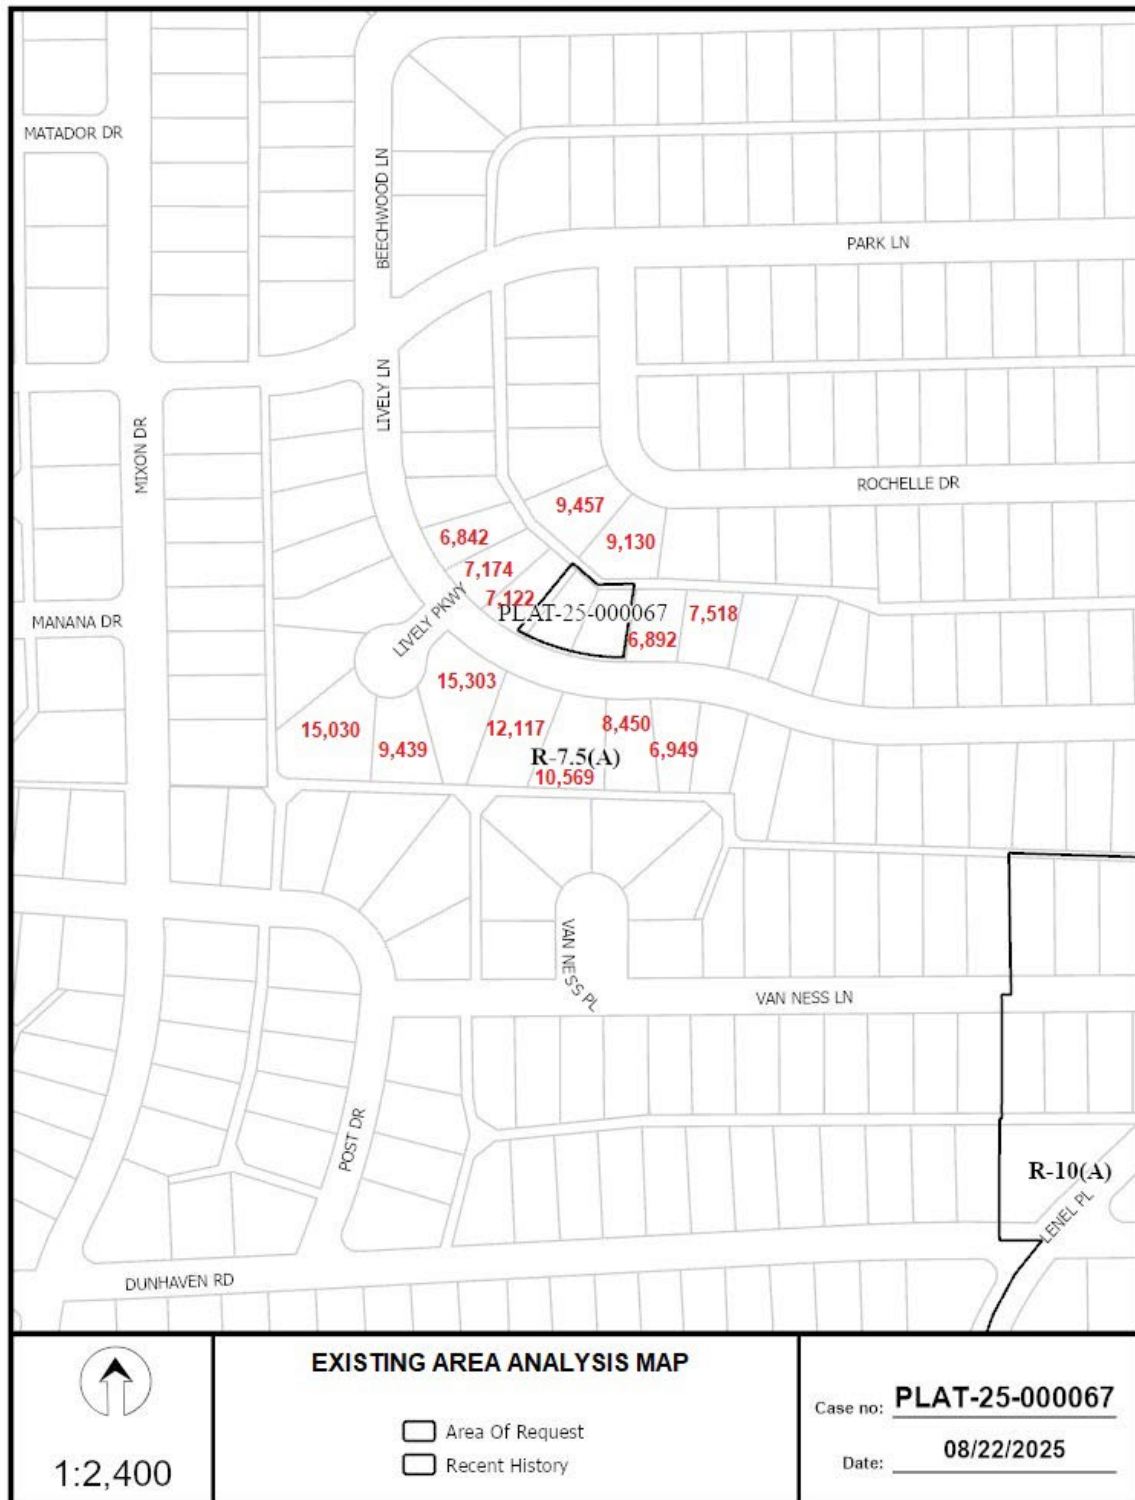 MATADOR DR
BEECHWOOD LN
PARK LN
LIVELY LN
MIXON DR
ROCHELLE DR
9,457
6,842
9,130
7,174
7,122
LIVELY PKWY
PLAT-25-000067
7,518
MANANA DR
6,892
15,303
15,030
12,117
8,450
9,439
6,949
R-7.5(A)
10,569
VAN NESS PL
VAN NESS LN
POST DR
R-10(A)
LENEL PL
DUNHAVEN RD
EXISTING AREA ANALYSIS MAP
Area Of Request
Recent History
1:2,400
Case no: PLAT-25-000067
Date: 08/22/2025